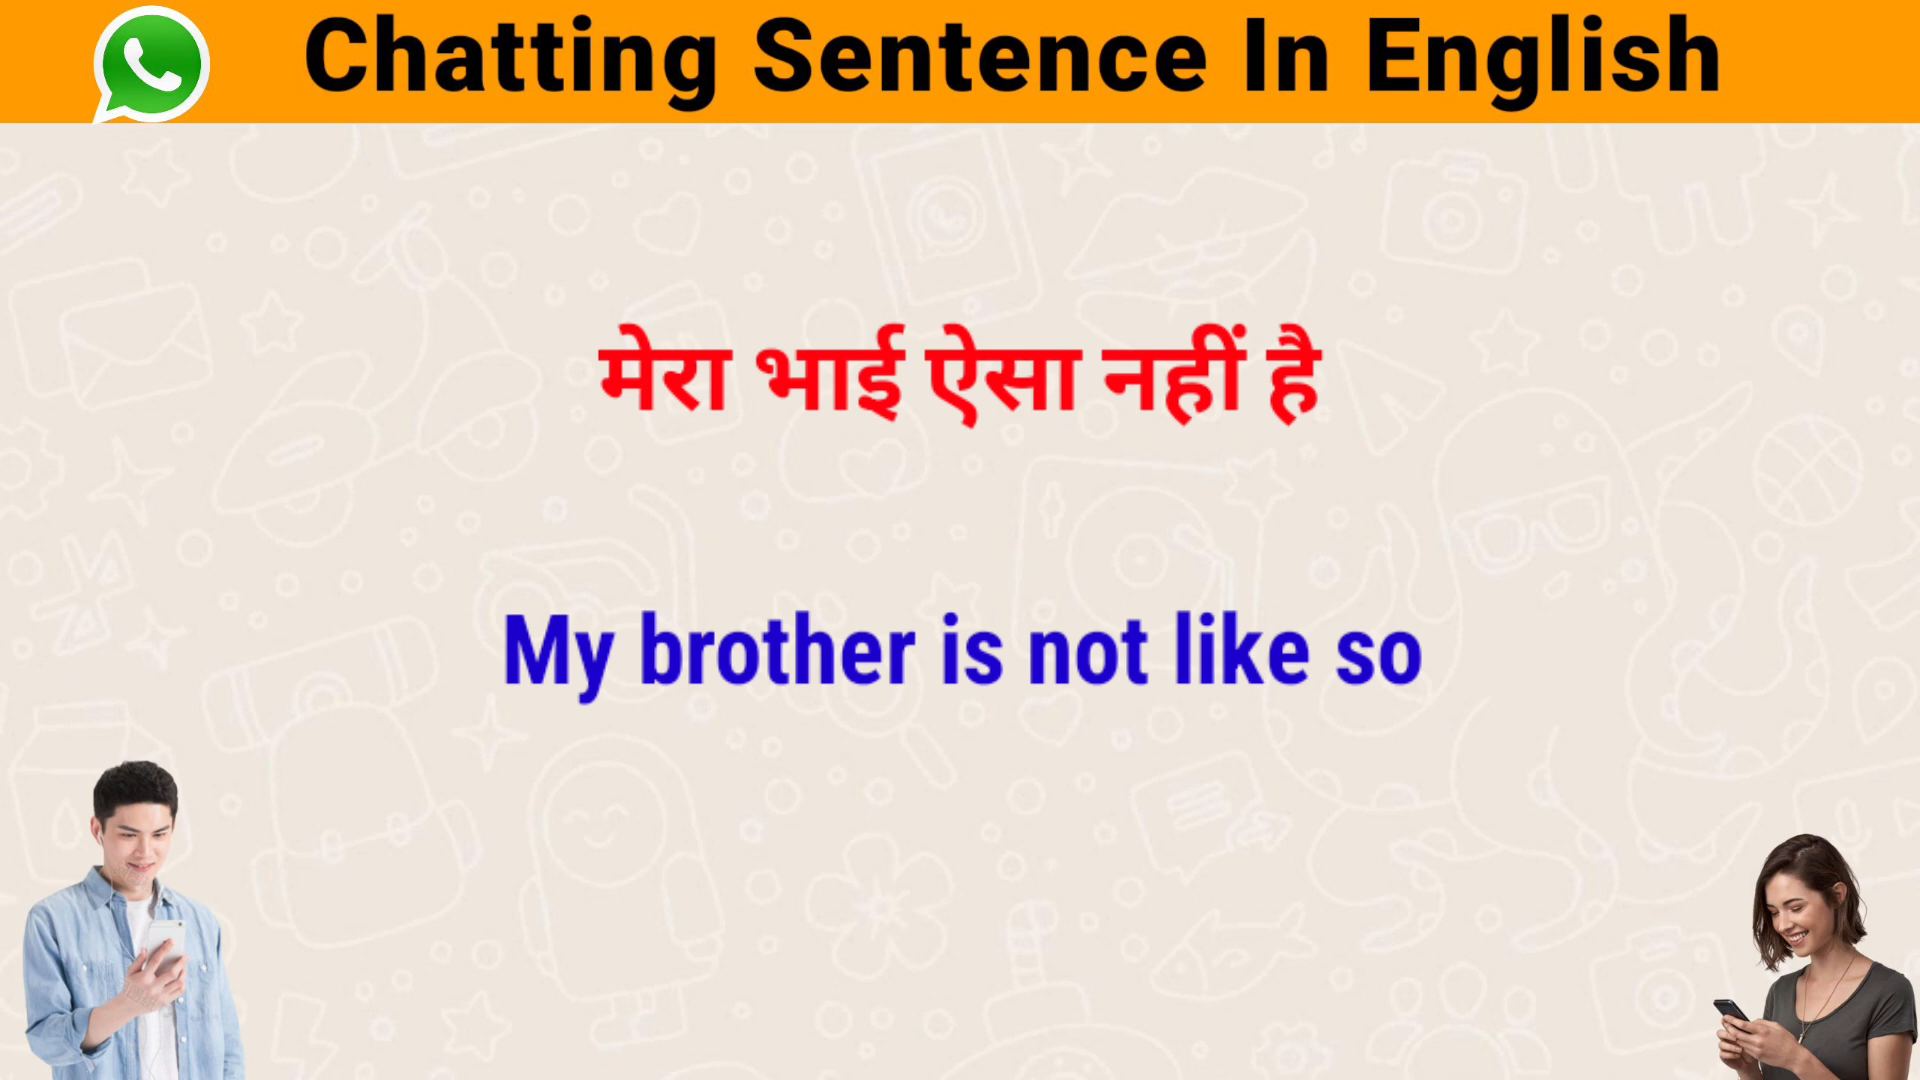 Chatting Sentence In English
मेरा भाई ऐसा नहीं है
My brother is not like so